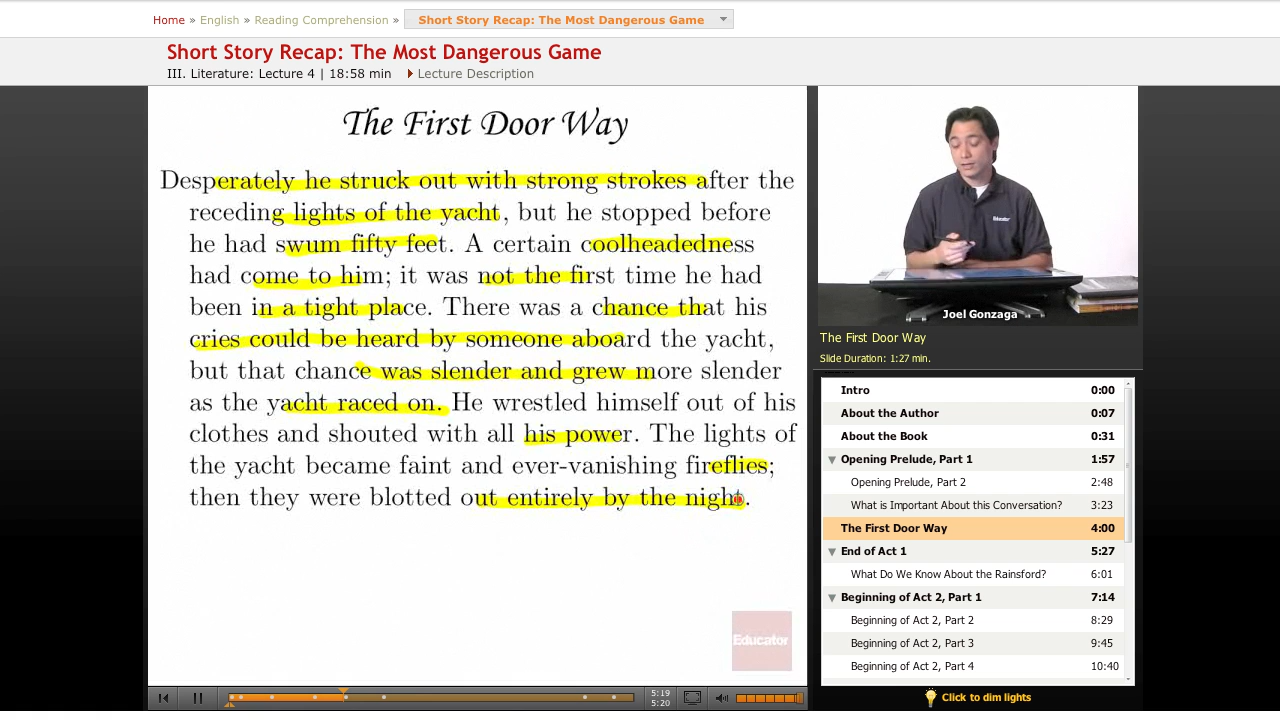 Home » English » Reading Comprehension » Short Story Recap: The Most Dangerous Game
Short Story Recap: The Most Dangerous Game
III. Literature: Lecture 4 | 18:58 min Lecture Description
The First Door Way
Desperately he struck out with strong strokes after the
receding lights of the yacht, but he stopped before
he had swum fifty feet. A certain coolheadedness
had come to him; it was not the first time he had
been in a tight place. There was a chance that his
cries could be heard by someone aboard the yacht,
but that chance was slender and grew more slender
as the yacht raced on. He wrestled himself out of his
clothes and shouted with all his power. The lights of
the yacht became faint and ever-vanishing fireflies;
then they were blotted out entirely by the night.
Educator
5:19
5:20
Educator
Joel Gonzaga
The First Door Way
Slide Duration: 1:27 min.
Intro 0:00
About the Author 0:07
About the Book 0:31
Opening Prelude, Part 1 1:57
Opening Prelude, Part 2 2:48
What is Important About this Conversation? 3:23
The First Door Way 4:00
End of Act 1 5:27
What Do We Know About the Rainsford? 6:01
Beginning of Act 2, Part 1 7:14
Beginning of Act 2, Part 2 8:29
Beginning of Act 2, Part 3 9:45
Beginning of Act 2, Part 4 10:40
Click to dim lights